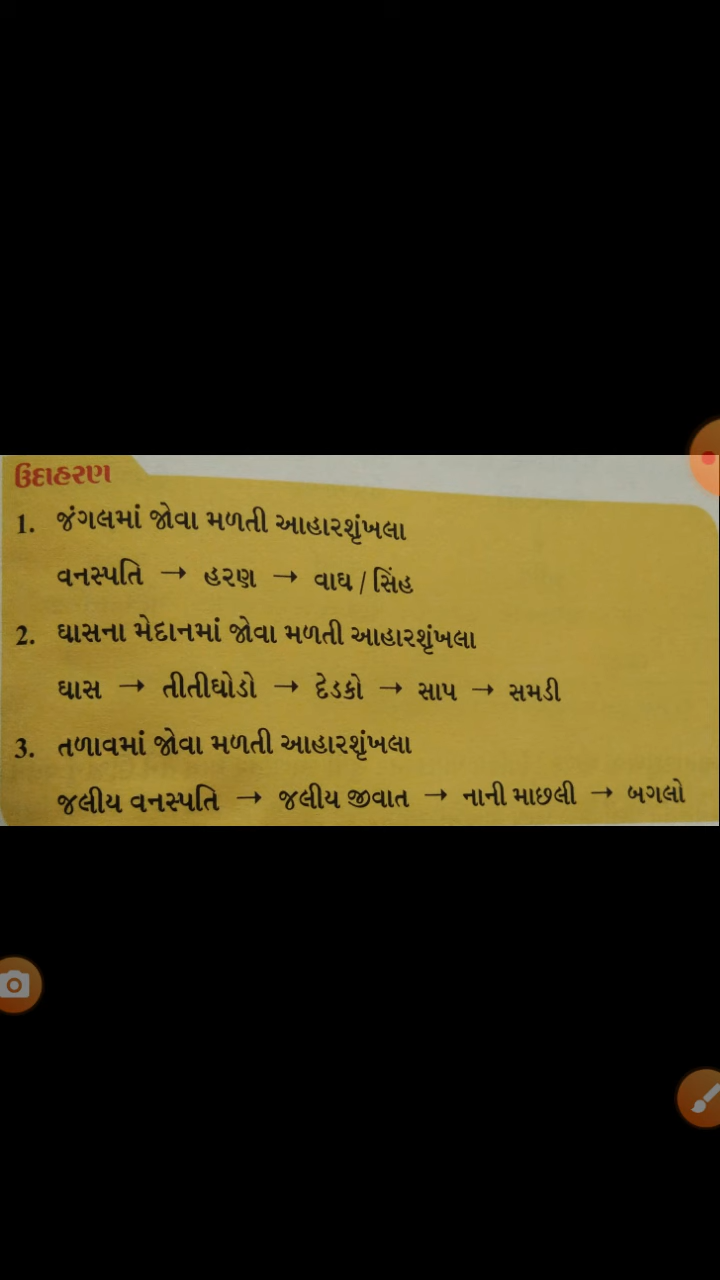 ઉદાહરણ
1. જંગલમાં જોવા મળતી આહારશૃંખલા
વનસ્પતિ → હરણ → વાઘ / સિંહ
2. ઘાસના મેદાનમાં જોવા મળતી આહારશૃંખલા
ઘાસ → તીતીઘોડો → દેડકો → સાપ → સમડી
3. તળાવમાં જોવા મળતી આહારશૃંખલા
જલીય વનસ્પતિ → જલીય જીવાત → નાની માછલી → બગલો